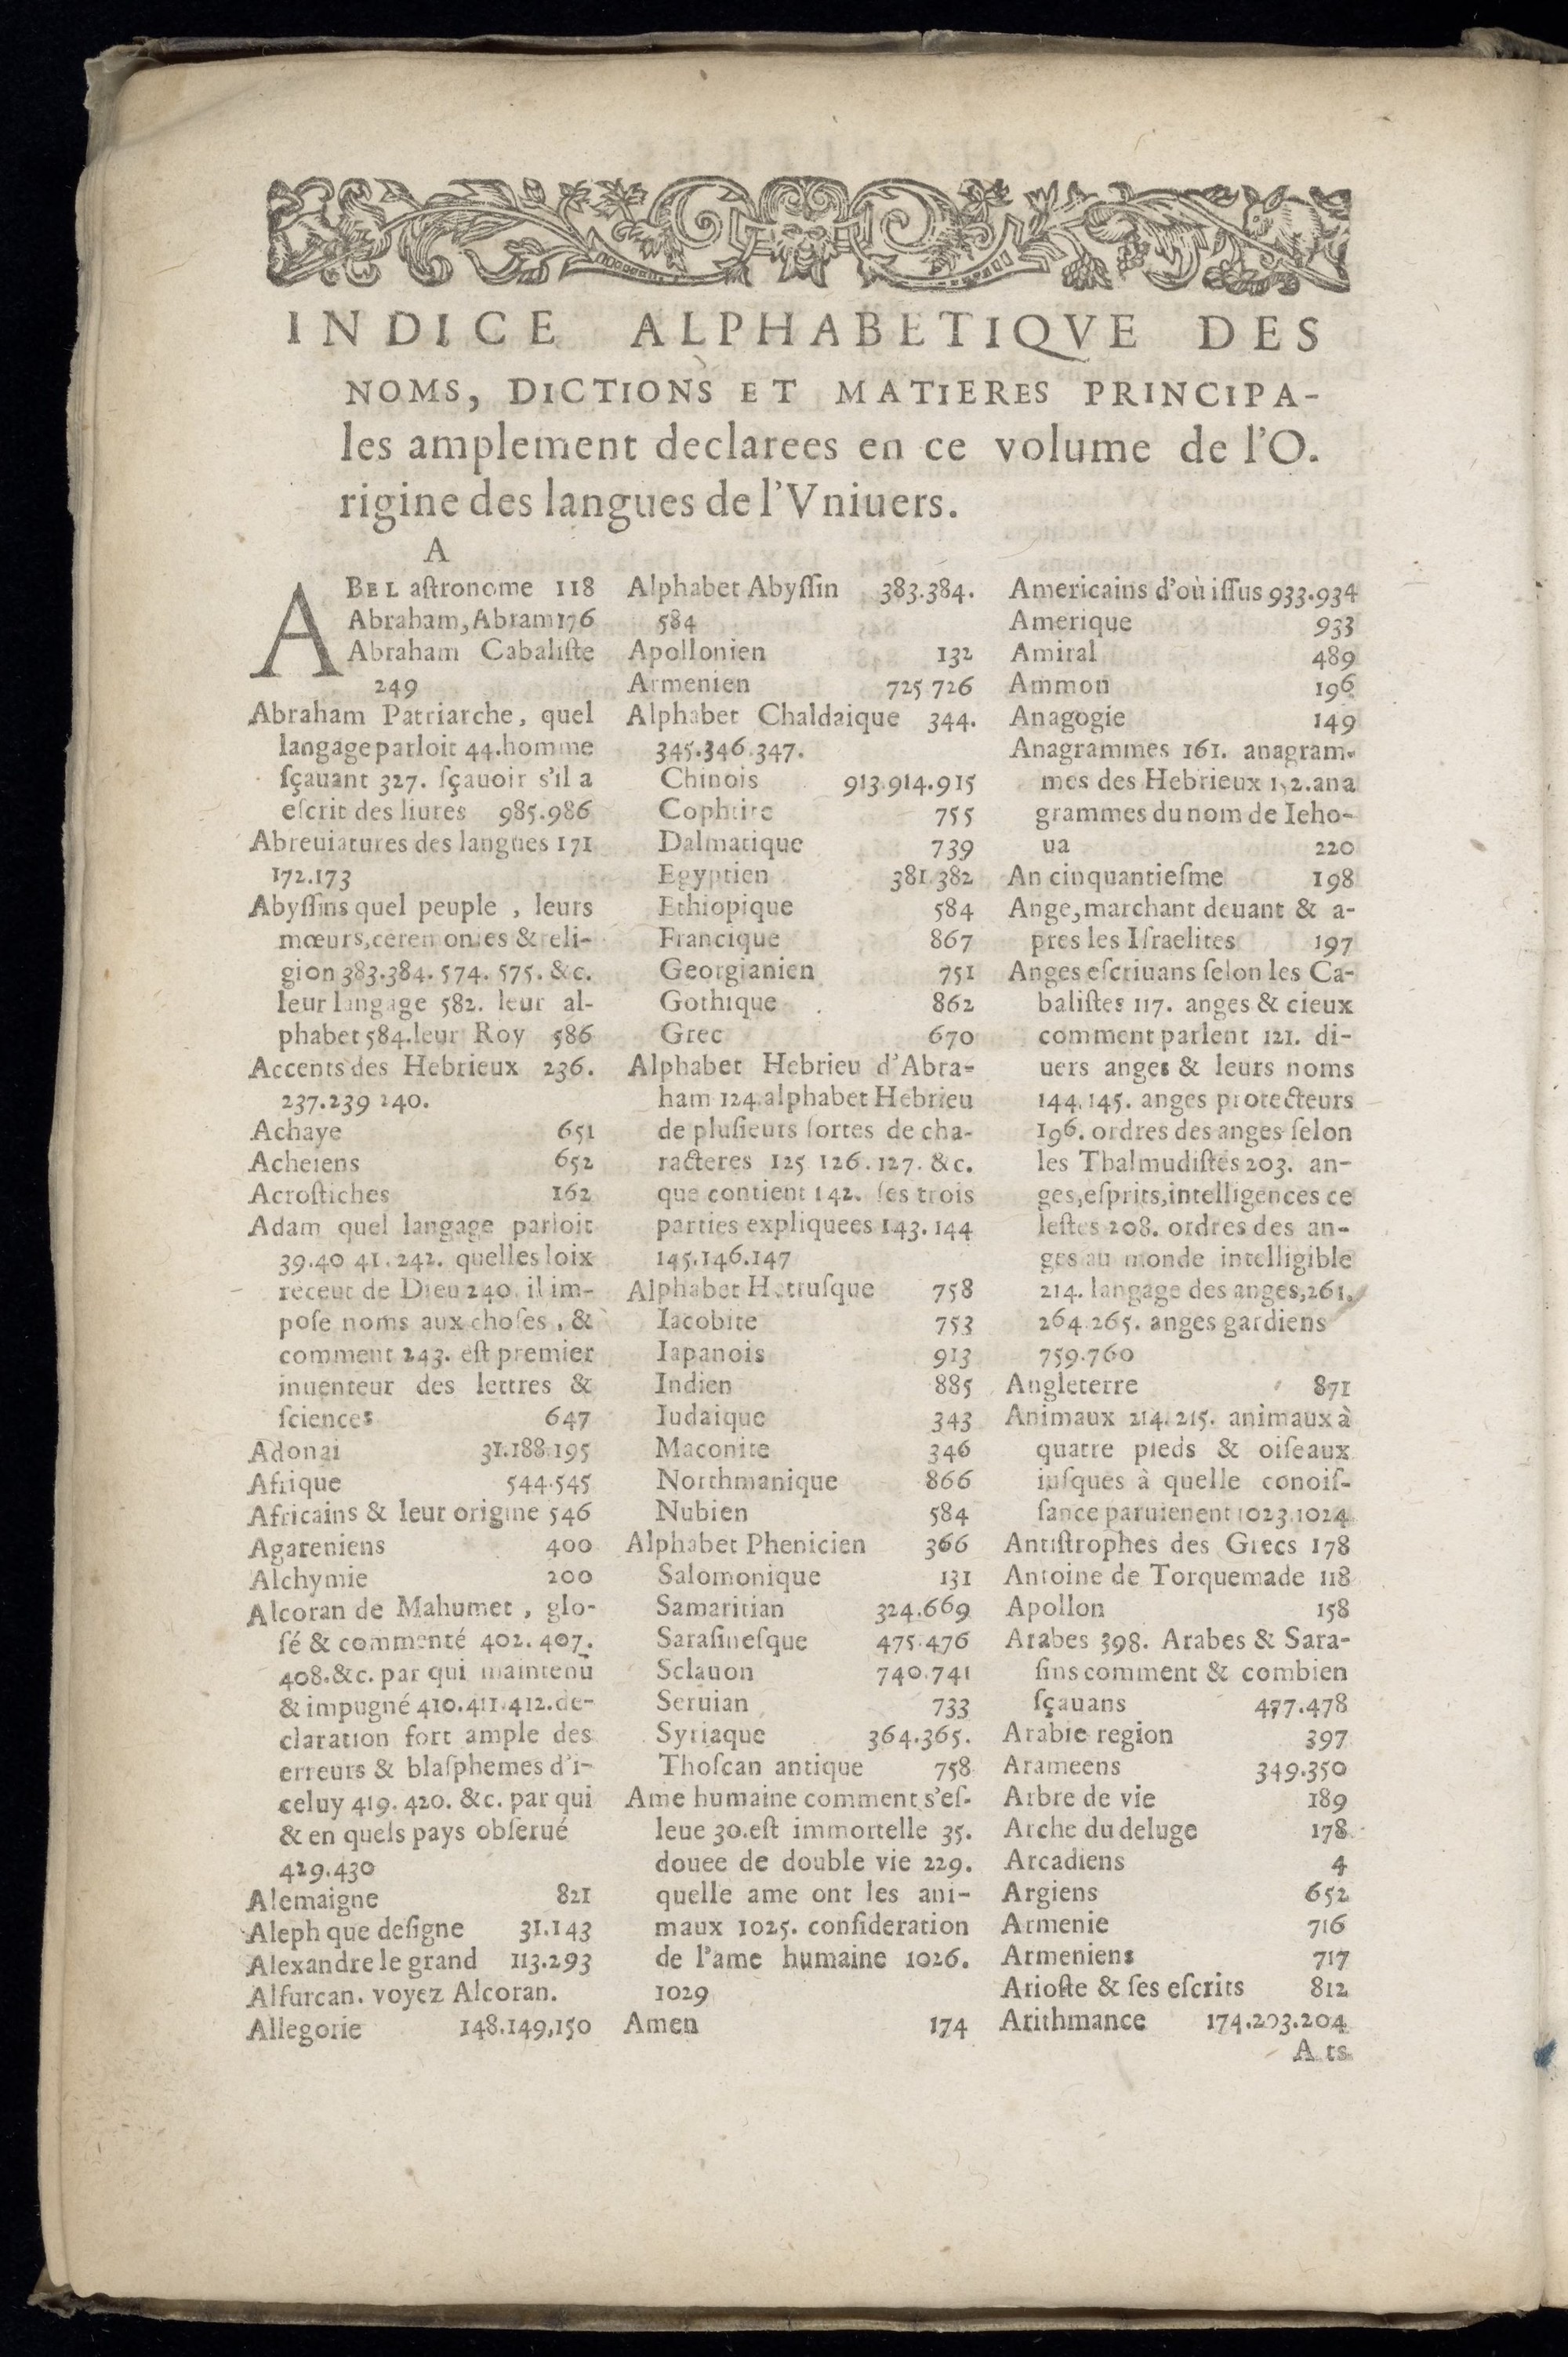 INDICE ALPHABETIQVE DES
NOMS, DICTIONS ET MATIERES PRINCIPA-
les amplement declarees en ce volume de l'O.
rigine des langues de l'Vniuers.
A
ABEL aſtronome 118
Abraham, Abram 176
Abraham Cabaliſte
249
Abraham Patriarche, quel
langage parloit 44. homme
ſçauant 327. ſçauoir s'il a
eſcrit des liures 985.986
Abreuiatures des langues 171
172.173
Abyſſins quel peuple , leurs
mœurs, ceremonies & reli-
gion 383.384. 574. 575. &c.
leur langage 582. leur al-
phabet 584. leur Roy 586
Accents des Hebrieux 236.
237.239 240.
Achaye 651
Acheiens 652
Acroſtiches 162
Adam quel langage parloit
39.40 41.242. quelles loix
receut de Dieu 240. il im-
poſe noms aux choſes , &
comment 243. eſt premier
inuenteur des lettres &
ſciences 647
Adonai 31.188.195
Afrique 544.545
Africains & leur origine 546
Agareniens 400
Alchymie 200
Alcoran de Mahumet , glo-
ſé & commenté 402. 407.
408.&c. par qui maintenū
& impugné 410.411.412.de-
claration fort ample des
erreurs & blaſphemes d'i-
celuy 419. 420. &c. par qui
& en quels pays obſerué
429.430
Alemaigne 821
Aleph que deſigne 31.143
Alexandre le grand 113.293
Alfurcan. voyez Alcoran.
Allegorie 148.149,150
Alphabet Abyſſin 383.384.
584
Apollonien 132
Armenien 725 726
Alphabet Chaldaique 344.
345.346.347.
Chinois 913.914.915
Cophtite 755
Dalmatique 739
Egyptien 381.382
Ethiopique 584
Francique 867
Georgianien 751
Gothique 862
Grec 670
Alphabet Hebrieu d'Abra-
ham 124. alphabet Hebrieu
de pluſieurs ſortes de cha-
racteres 125 126.127. &c.
que contient 142. ſes trois
parties expliquees 143. 144
145.146.147
Alphabet Hetruſque 758
Iacobite 753
Iapanois 913
Indien 885
Iudaique 343
Maconite 346
Northmanique 866
Nubien 584
Alphabet Phenicien 366
Salomonique 131
Samaritian 324.669
Saraſineſque 475.476
Sclauon 740.741
Seruian 733
Syriaque 364.365.
Thoſcan antique 758
Ame humaine comment s'eſ-
leue 30.eſt immortelle 35.
douee de double vie 229.
quelle ame ont les ani-
maux 1025. conſideration
de l'ame humaine 1026.
1029
Amen 174
Americains d'où iſſus 933.934
Amerique 933
Amiral 489
Ammon 196
Anagogie 149
Anagrammes 161. anagram-
mes des Hebrieux 152.ana
grammes du nom de Ieho-
ua 220
An cinquantieſme 198
Ange, marchant deuant & a-
pres les Iſraelites 197
Anges eſcriuans ſelon les Ca-
baliſtes 117. anges & cieux
comment parlent 121. di-
uers anges & leurs noms
144.145. anges protecteurs
196. ordres des anges ſelon
les Thalmudiſtes 203. an-
ges, eſprits, intelligences ce
leſtes 208. ordres des an-
ges au monde intelligible
214. langage des anges,261.
264.265. anges gardiens
759.760
Angleterre 871
Animaux 214.215. animaux à
quatre pieds & oiſeaux
iuſques à quelle conoiſ-
ſance paruienent 1023.1024
Antiſtrophes des Grecs 178
Antoine de Torquemade 118
Apollon 158
Arabes 398. Arabes & Sara-
ſins comment & combien
ſçauans 477.478
Arabie region 397
Arameens 349.350
Arbre de vie 189
Arche du deluge 178
Arcadiens 4
Argiens 652
Armenie 716
Armeniens 717
Arioſte & ſes eſcrits 812
Arithmance 174.203.204
A ts